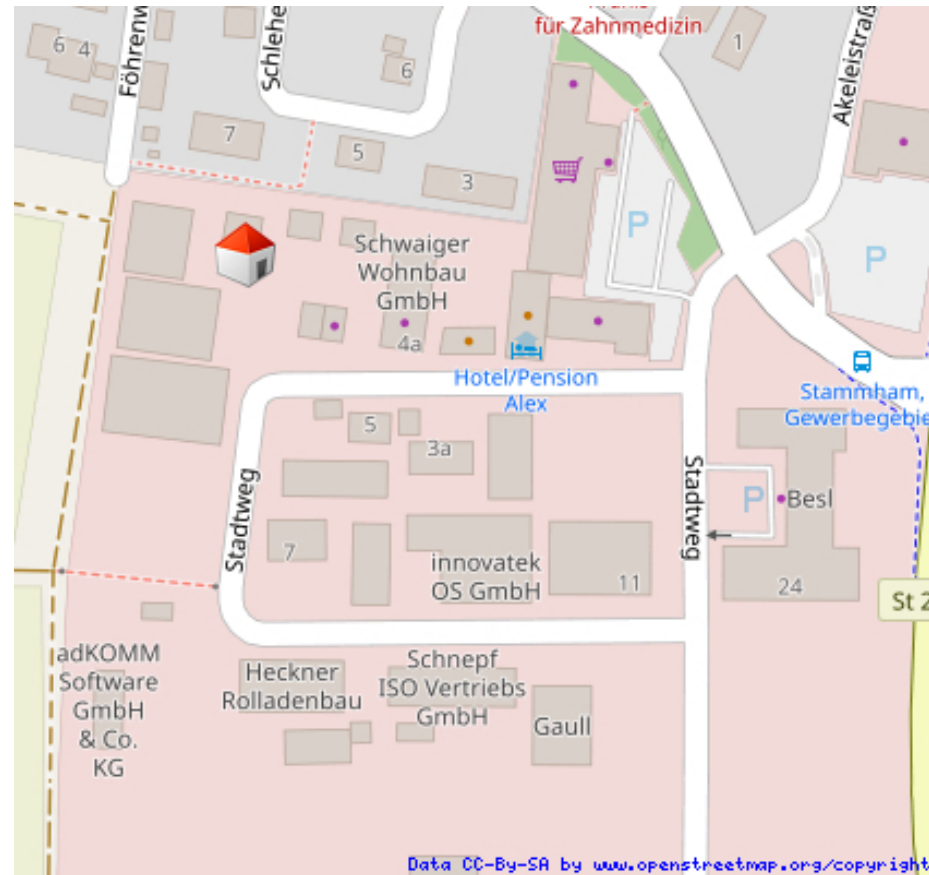 für Zahnmedizin
6 4
Föhrenw
Schlehe
6
1
Akeleistraß
7
5
3
P
P
Schwaiger
Wohnbau
GmbH
4a
Hotel/Pension
Alex
Stammham,
Gewerbegebie
5
3a
Stadtweg
Stadtweg
P
Besl
7
innovatek
OS GmbH
11
24
St 2
adKOMM
Software
GmbH
& Co.
KG
Heckner
Rolladenbau
Schnepf
ISO Vertriebs
GmbH
Gaull
Data CC-By-SA by www.openstreetmap.org/copyright